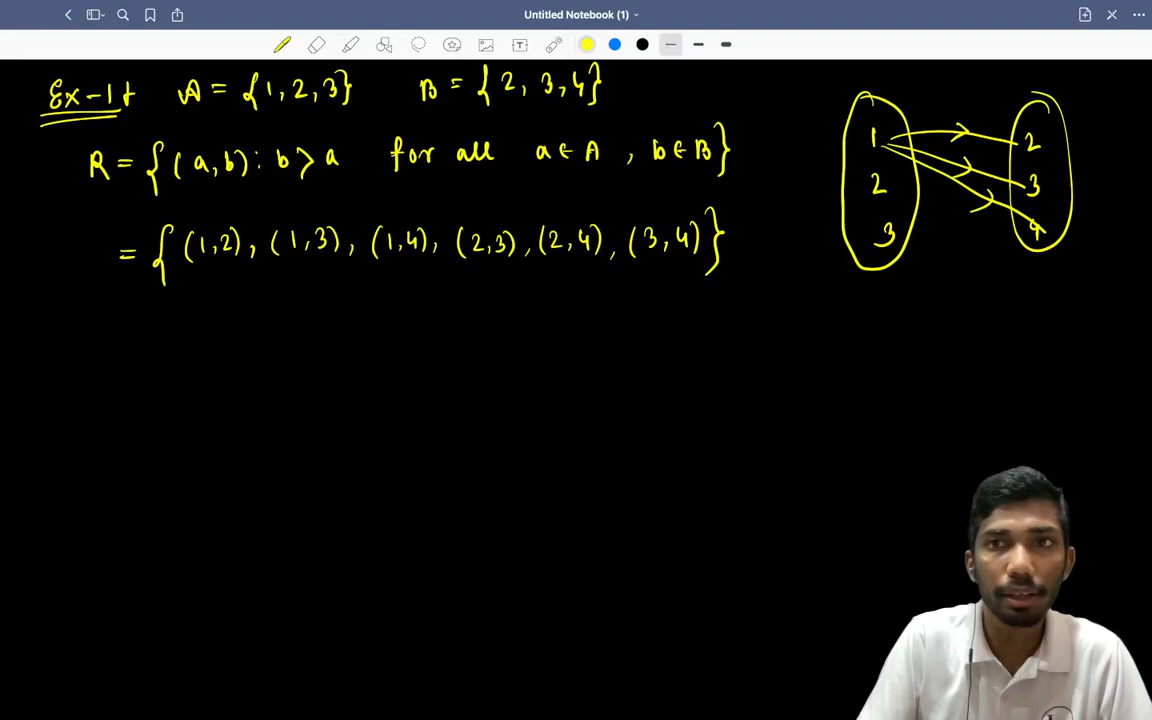 Untitled Notebook (1)
Ex-1 A = {1, 2, 3} B = {2, 3, 4}
R = {(a, b) : b > a for all a ∈ A , b ∈ B}
= {(1,2), (1,3), (1,4), (2,3), (2,4), (3,4)}
1 2
2 3
3 4